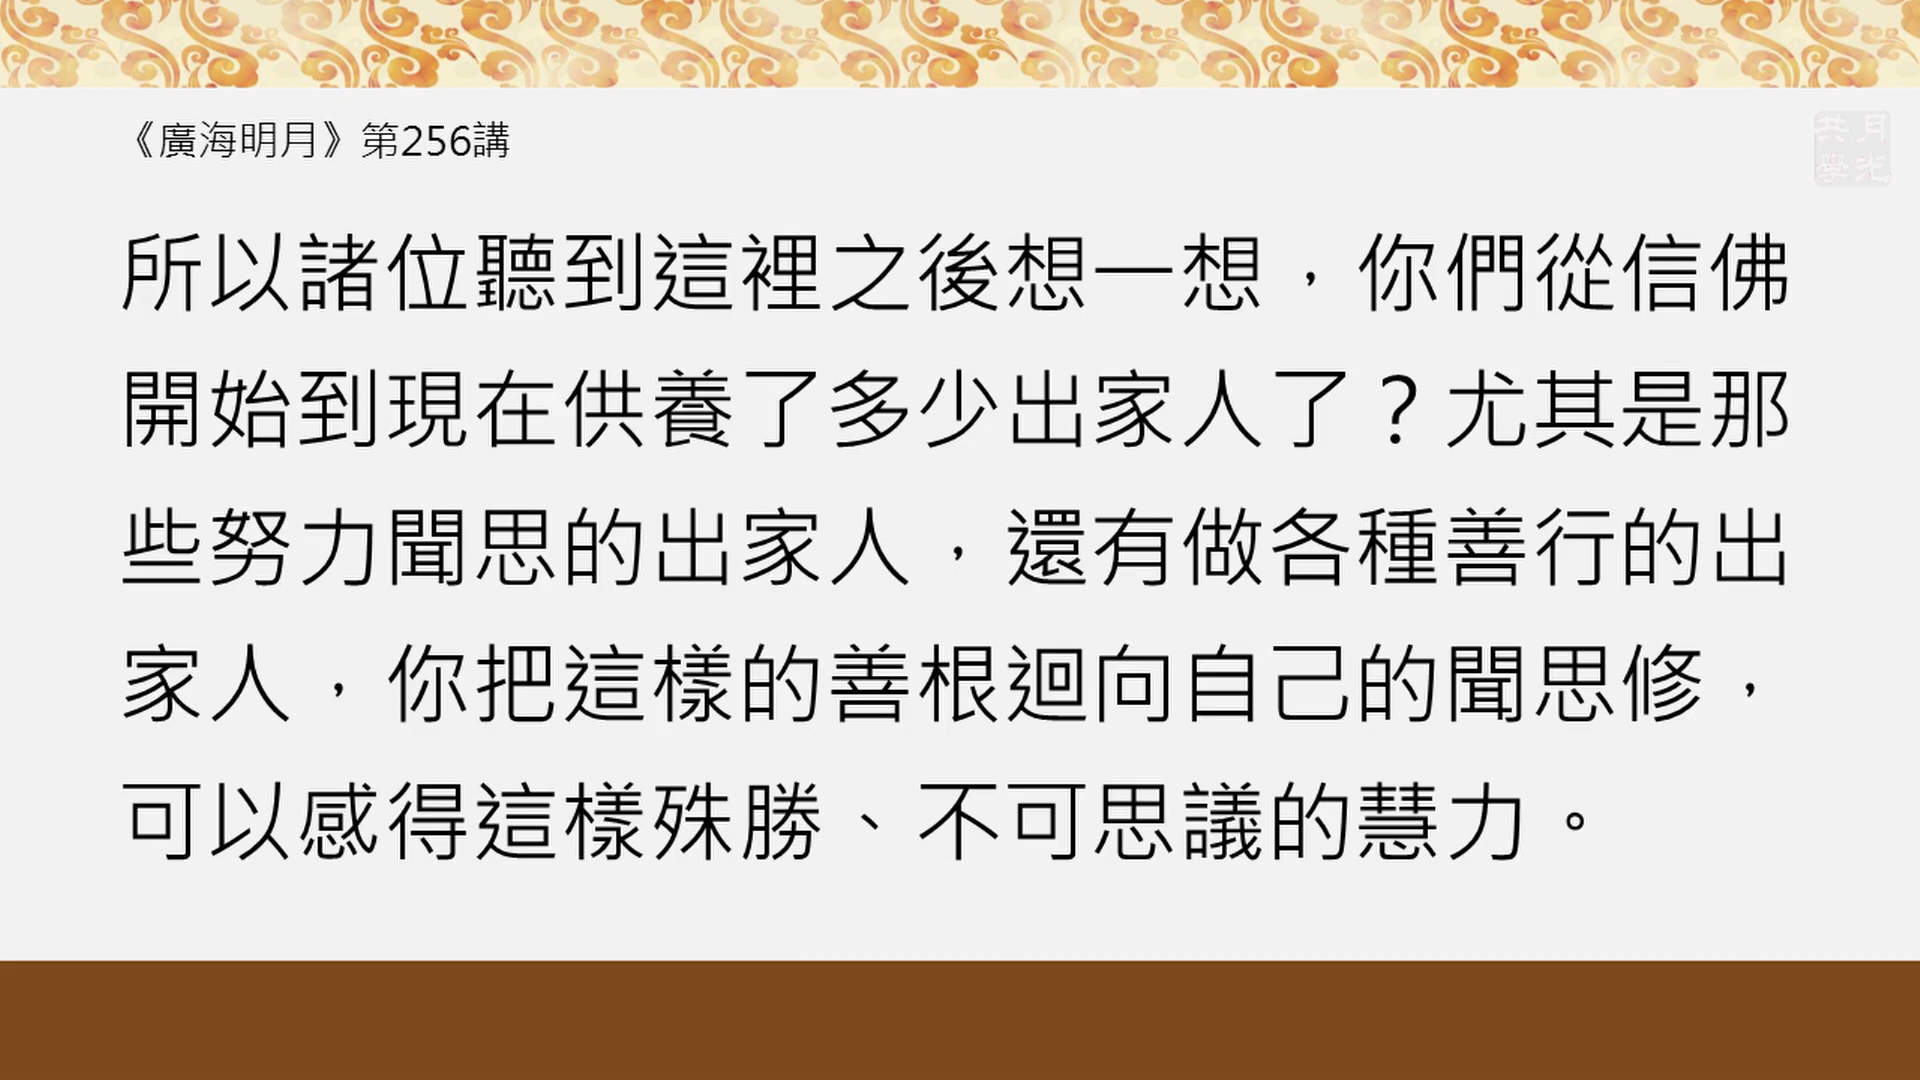 《廣海明月》第256講
月光
共學
所以諸位聽到這裡之後想一想，你們從信佛
開始到現在供養了多少出家人了？尤其是那
些努力聞思的出家人，還有做各種善行的出
家人，你把這樣的善根迴向自己的聞思修，
可以感得這樣殊勝、不可思議的慧力。